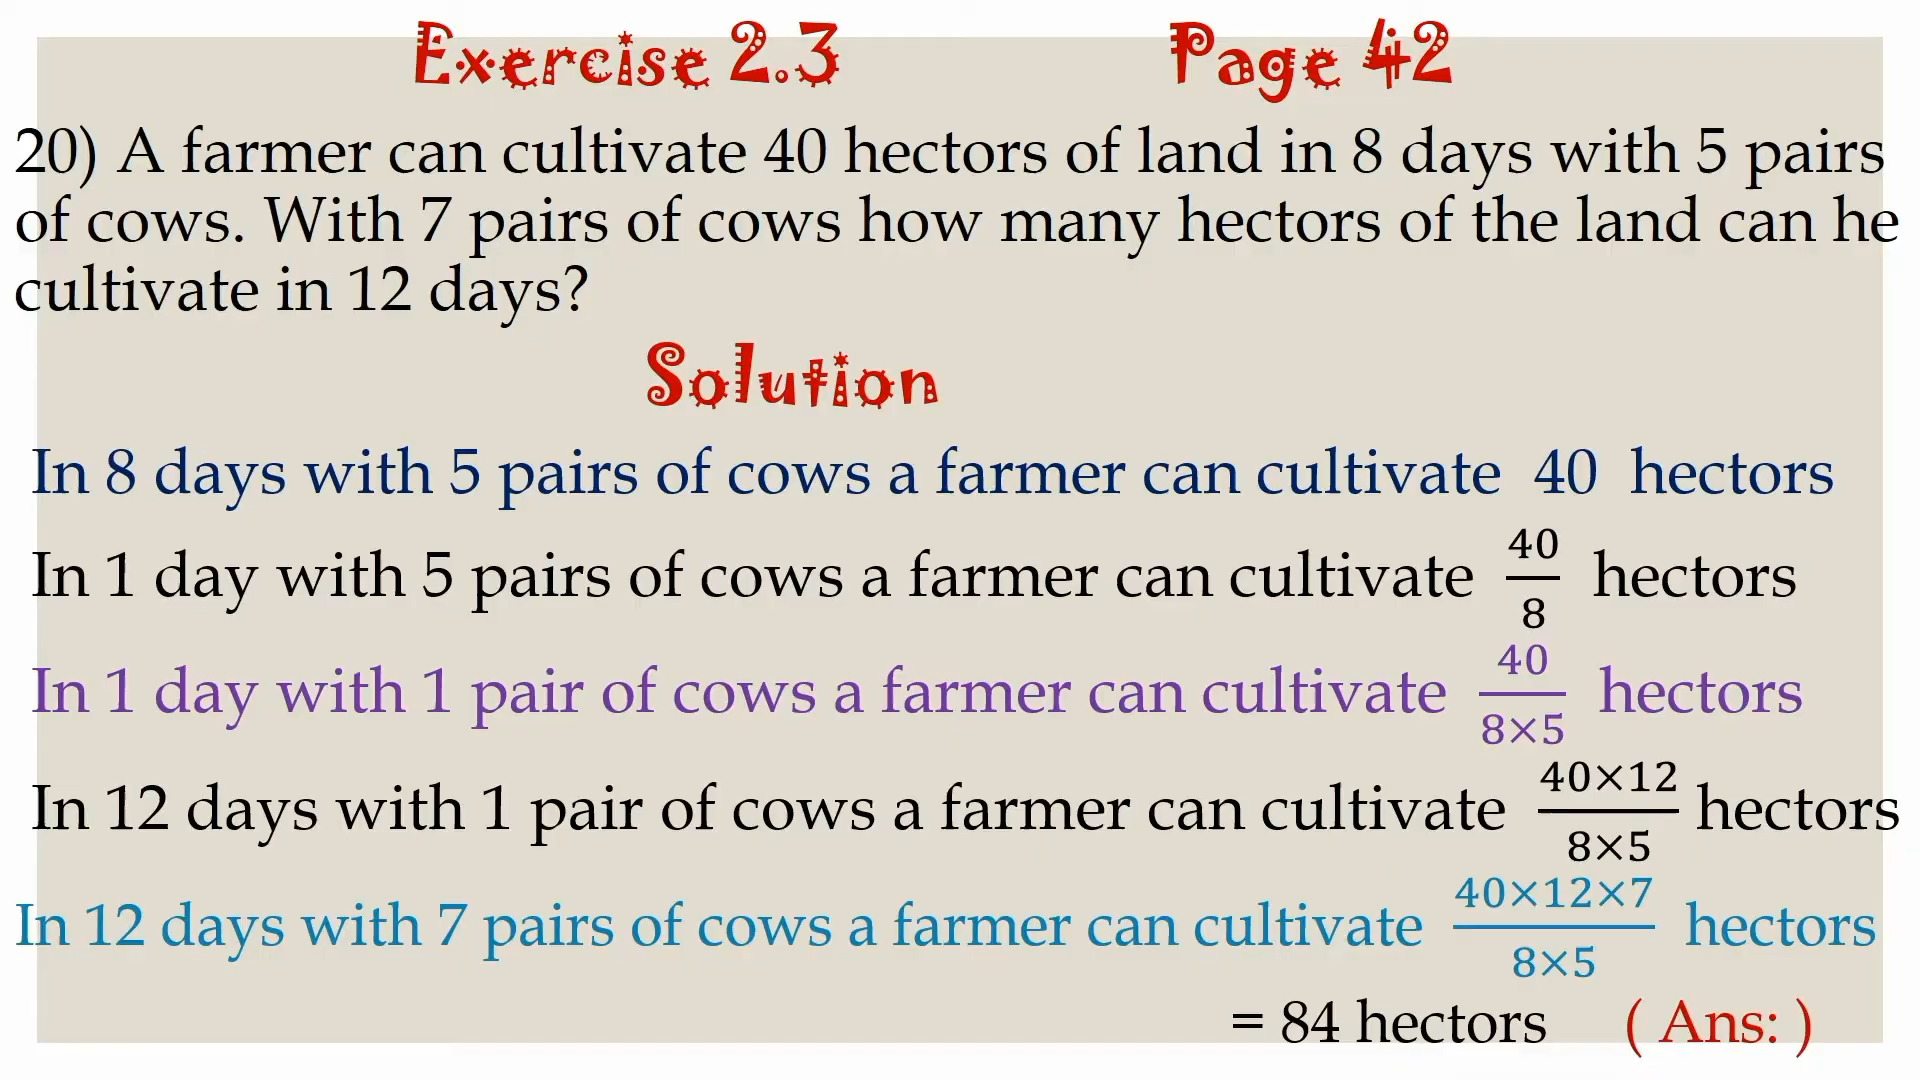 Exercise 2.3 Page 42
20) A farmer can cultivate 40 hectors of land in 8 days with 5 pairs
of cows. With 7 pairs of cows how many hectors of the land can he
cultivate in 12 days?
Solution
In 8 days with 5 pairs of cows a farmer can cultivate 40 hectors
In 1 day with 5 pairs of cows a farmer can cultivate 40/8 hectors
In 1 day with 1 pair of cows a farmer can cultivate 40/8×5 hectors
In 12 days with 1 pair of cows a farmer can cultivate 40×12/8×5 hectors
In 12 days with 7 pairs of cows a farmer can cultivate 40×12×7/8×5 hectors
= 84 hectors ( Ans: )